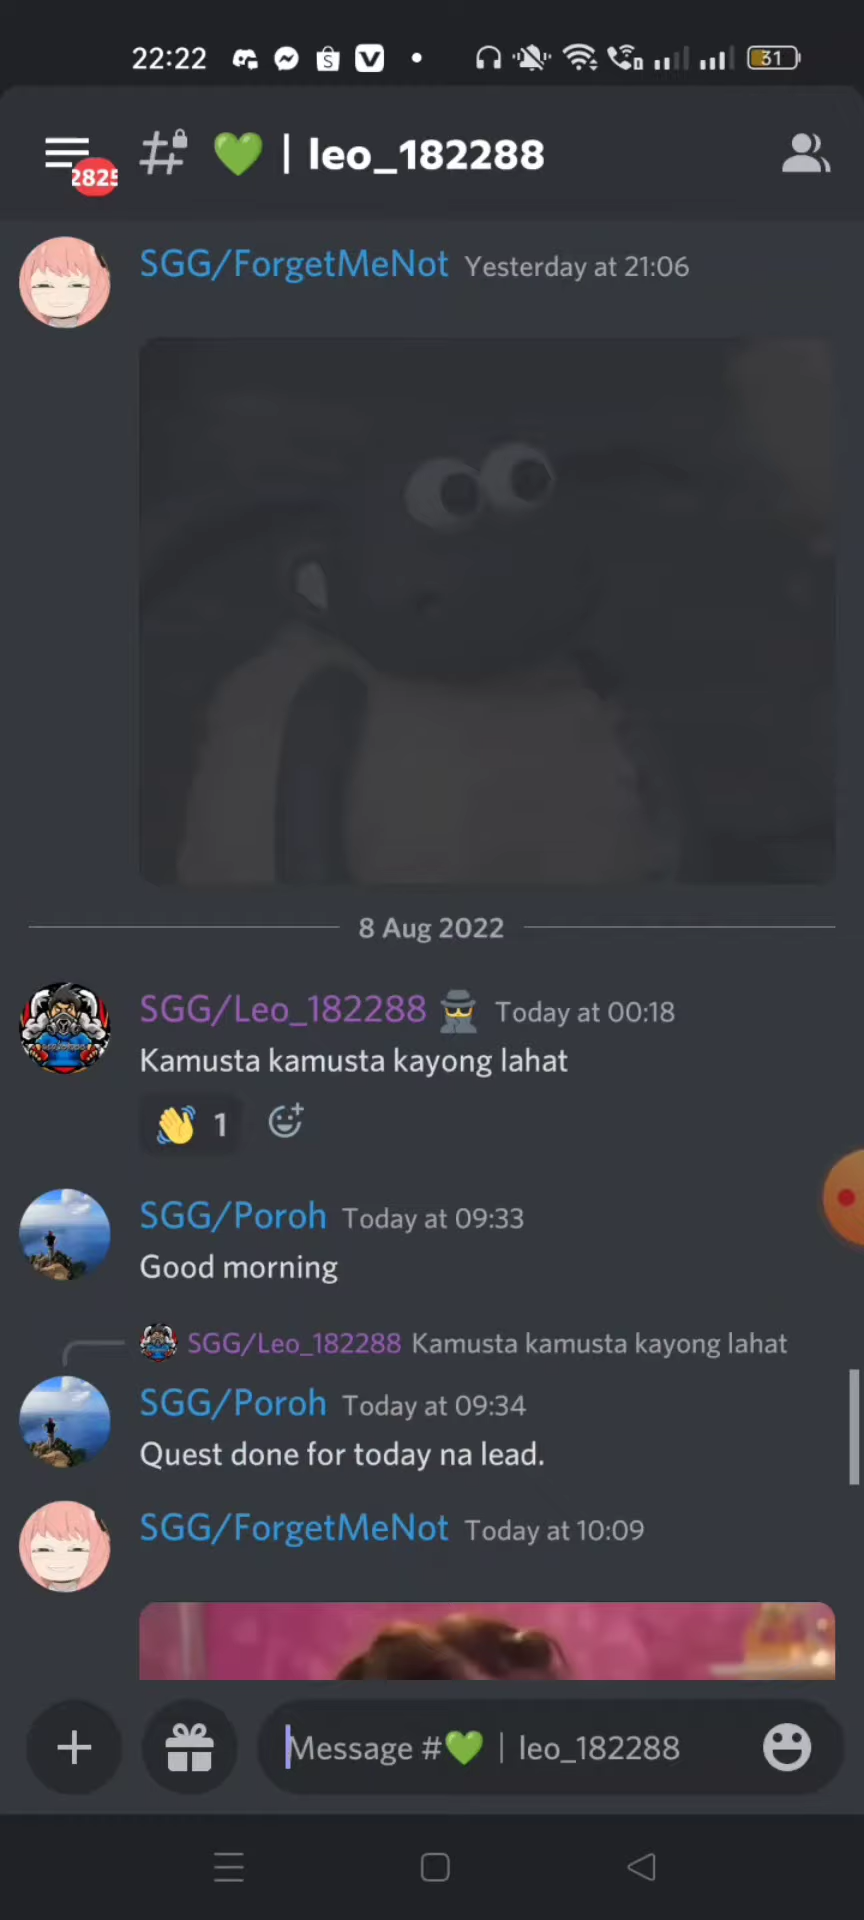 22:22
31
2825
# 💚 | leo_182288
SGG/ForgetMeNot Yesterday at 21:06
8 Aug 2022
SGG/Leo_182288 Today at 00:18
Kamusta kamusta kayong lahat
👋 1
SGG/Poroh Today at 09:33
Good morning
SGG/Leo_182288 Kamusta kamusta kayong lahat
SGG/Poroh Today at 09:34
Quest done for today na lead.
SGG/ForgetMeNot Today at 10:09
Message #💚 | leo_182288